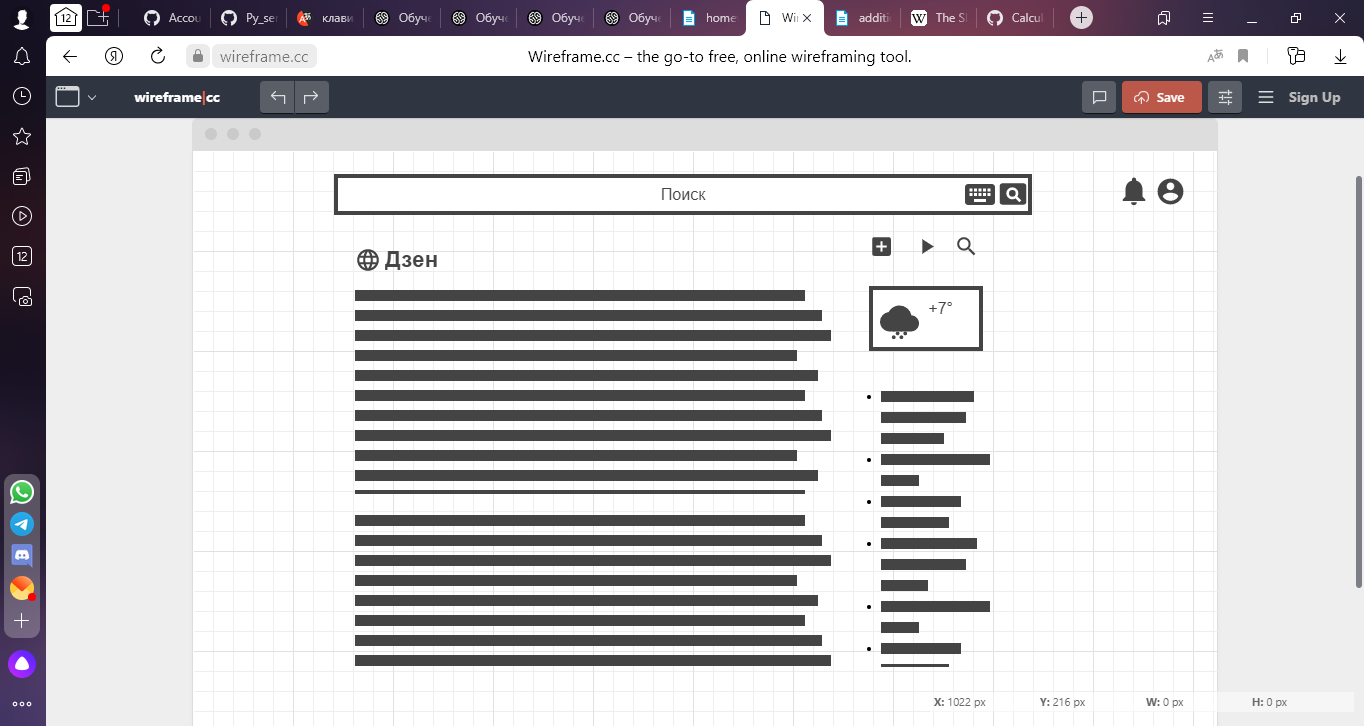 12
Accou
Py_ser
клави
Обуче
Обуче
Обуче
Обуче
home
Wir
additi
W The S
Calcul
Я
wireframe.cc
Wireframe.cc – the go-to free, online wireframing tool.
wireframe|cc
Save
Sign Up
12
Поиск
Дзен
+7°
X: 1022 px Y: 216 px W: 0 px H: 0 px